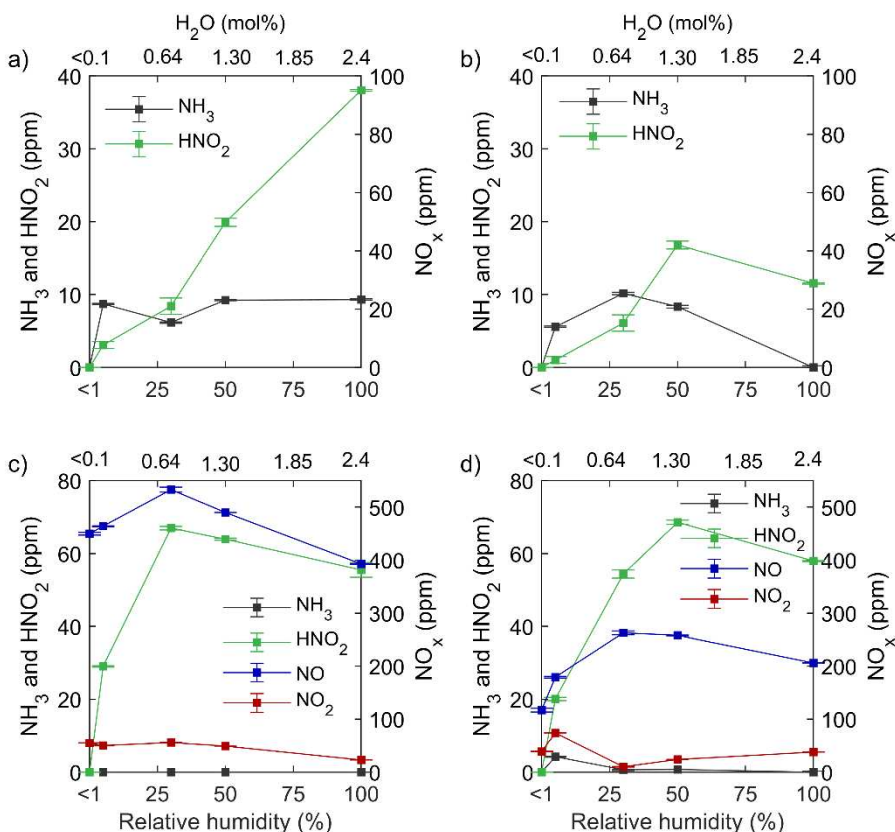 H₂O (mol%)
<0.1 0.64 1.30 1.85 2.4
a)
40 100
30 80
20 60
10 40
0 20
0
NH₃ and HNO₂ (ppm)
NOₓ (ppm)
NH₃
HNO₂
<1 25 50 75 100
H₂O (mol%)
<0.1 0.64 1.30 1.85 2.4
b)
40 100
30 80
20 60
10 40
0 20
0
NH₃ and HNO₂ (ppm)
NOₓ (ppm)
NH₃
HNO₂
<1 25 50 75 100
<0.1 0.64 1.30 1.85 2.4
c)
80 500
60 400
40 300
20 200
0 100
0
NH₃ and HNO₂ (ppm)
NOₓ (ppm)
NH₃
HNO₂
NO
NO₂
<1 25 50 75 100
Relative humidity (%)
<0.1 0.64 1.30 1.85 2.4
d)
80 500
60 400
40 300
20 200
0 100
0
NH₃ and HNO₂ (ppm)
NOₓ (ppm)
NH₃
HNO₂
NO
NO₂
<1 25 50 75 100
Relative humidity (%)